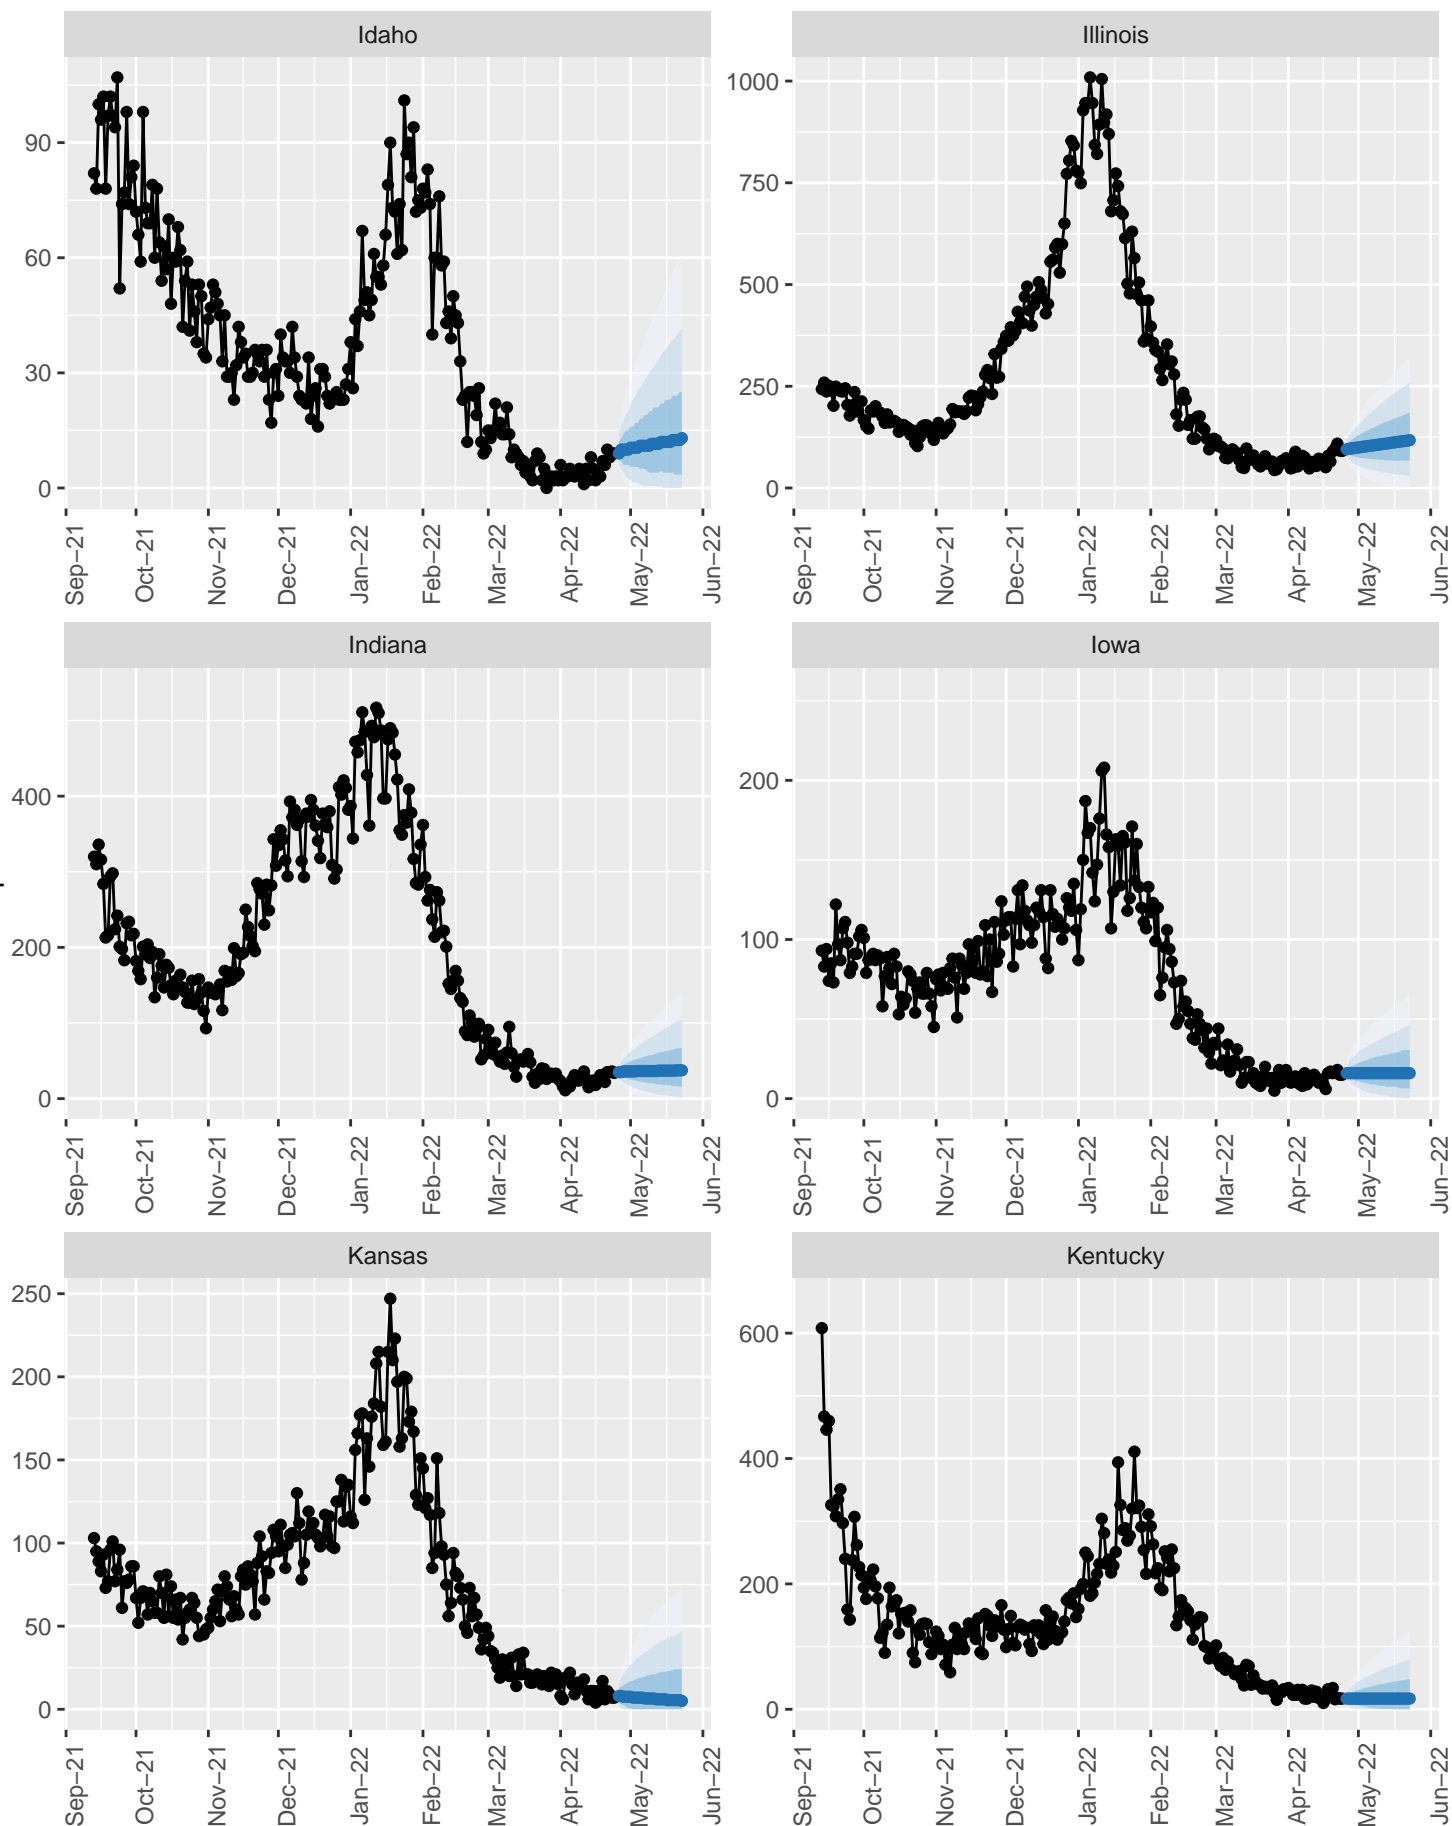 Idaho
90
60
30
0
Sep−21
Oct−21
Nov−21
Dec−21
Jan−22
Feb−22
Mar−22
Apr−22
May−22
Jun−22
Illinois
1000
750
500
250
0
Sep−21
Oct−21
Nov−21
Dec−21
Jan−22
Feb−22
Mar−22
Apr−22
May−22
Jun−22
Indiana
400
200
0
Sep−21
Oct−21
Nov−21
Dec−21
Jan−22
Feb−22
Mar−22
Apr−22
May−22
Jun−22
Iowa
200
100
0
Sep−21
Oct−21
Nov−21
Dec−21
Jan−22
Feb−22
Mar−22
Apr−22
May−22
Jun−22
Kansas
250
200
150
100
50
0
Sep−21
Oct−21
Nov−21
Dec−21
Jan−22
Feb−22
Mar−22
Apr−22
May−22
Jun−22
Kentucky
600
400
200
0
Sep−21
Oct−21
Nov−21
Dec−21
Jan−22
Feb−22
Mar−22
Apr−22
May−22
Jun−22